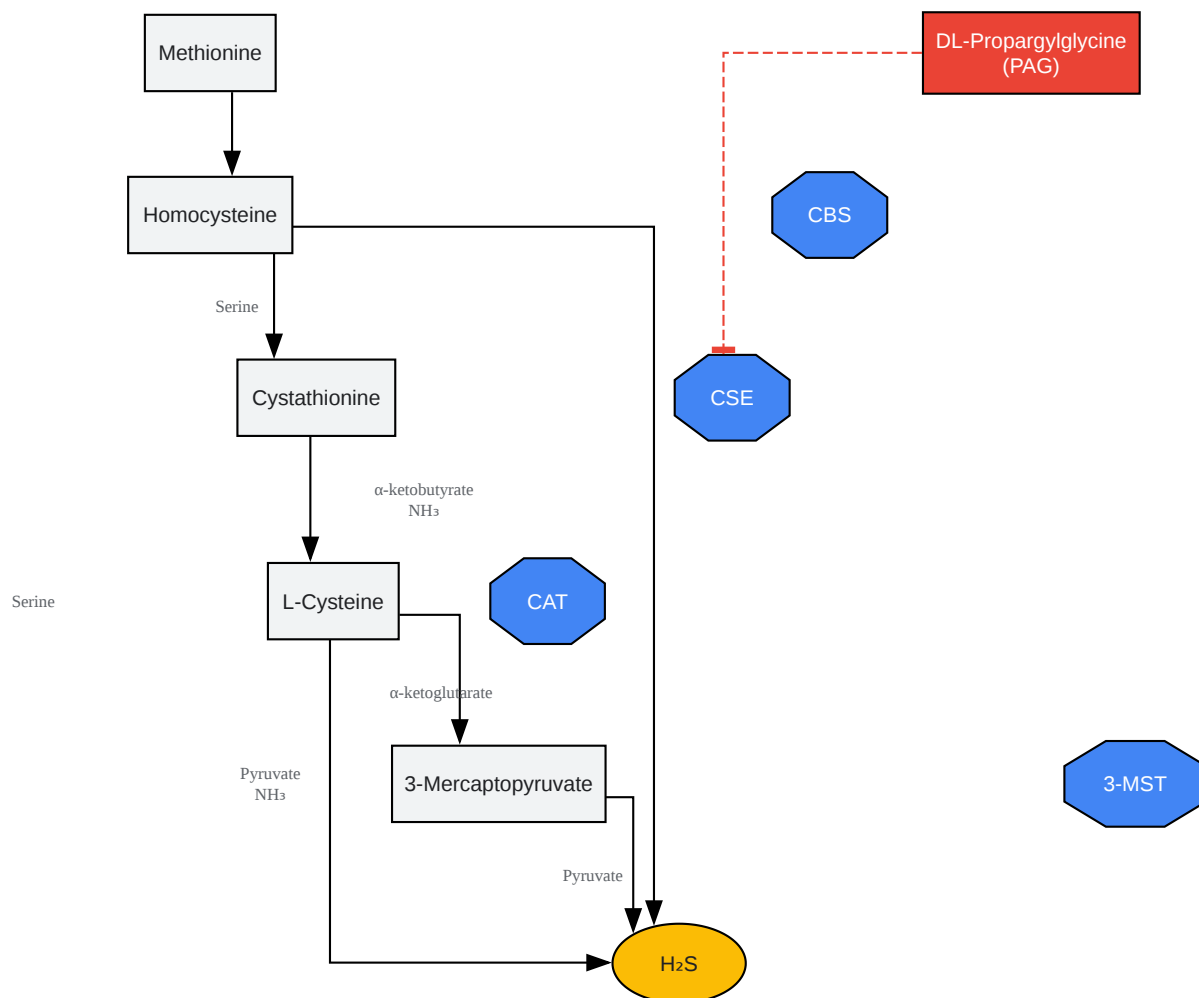 Methionine
DL-Propargylglycine
(PAG)
Homocysteine
CBS
Serine
Cystathionine
CSE
α-ketobutyrate
NH₃
Serine
L-Cysteine
CAT
α-ketoglutarate
Pyruvate
NH₃
3-Mercaptopyruvate
3-MST
Pyruvate
H₂S